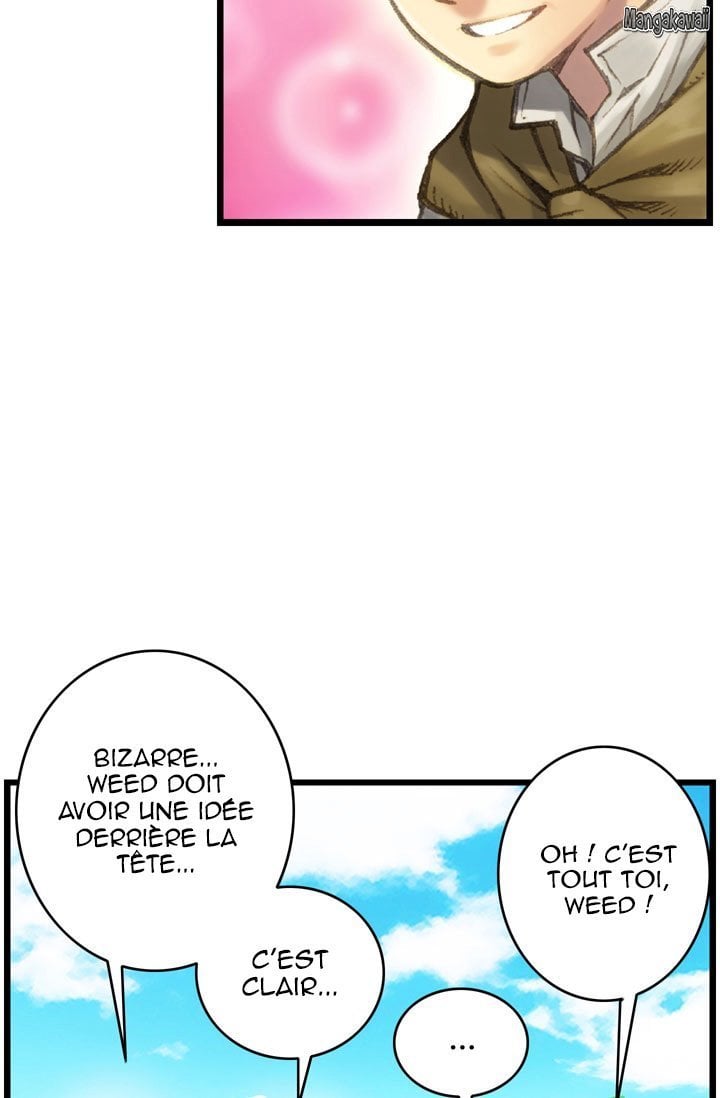 Mangakawaii
BIZARRE...
WEED DOIT
AVOIR UNE IDÉE
DERRIÈRE LA
TÊTE...
C'EST
CLAIR...
...
OH ! C'EST
TOUT TOI,
WEED !